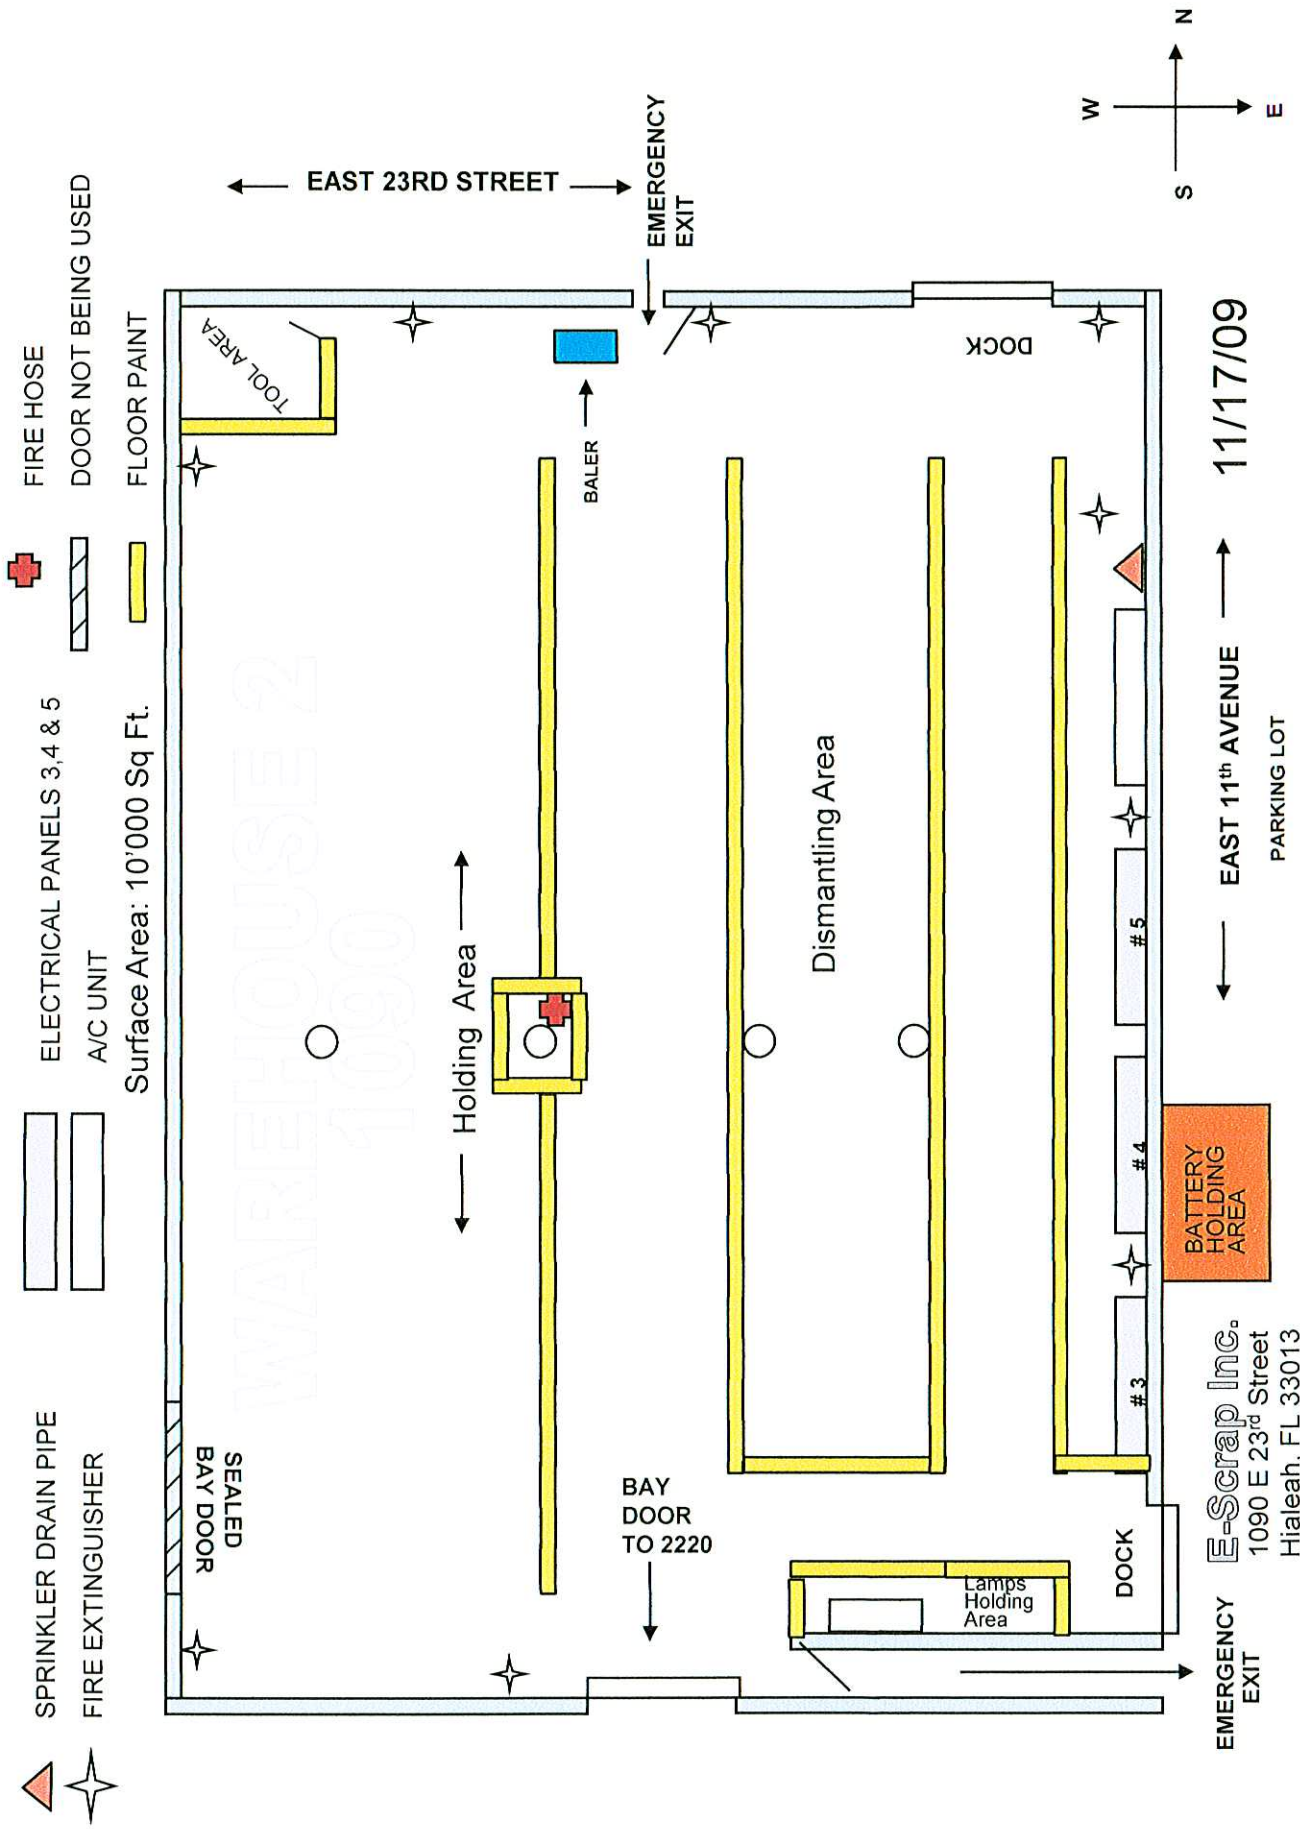 SPRINKLER DRAIN PIPE
FIRE EXTINGUISHER
ELECTRICAL PANELS 3,4 & 5
A/C UNIT
Surface Area: 10'000 Sq Ft.
FIRE HOSE
DOOR NOT BEING USED
FLOOR PAINT
SEALED
BAY DOOR
WAREHOUSE 2
1090
TOOL AREA
Holding Area
BALER
EAST 23RD STREET
EMERGENCY
EXIT
BAY
DOOR
TO 2220
Dismantling Area
DOCK
Lamps
Holding
Area
DOCK
# 3
# 4
# 5
EMERGENCY
EXIT
BATTERY
HOLDING
AREA
EAST 11th AVENUE
PARKING LOT
E-Scrap Inc.
1090 E 23rd Street
Hialeah, FL 33013
11/17/09
W
N
S
E